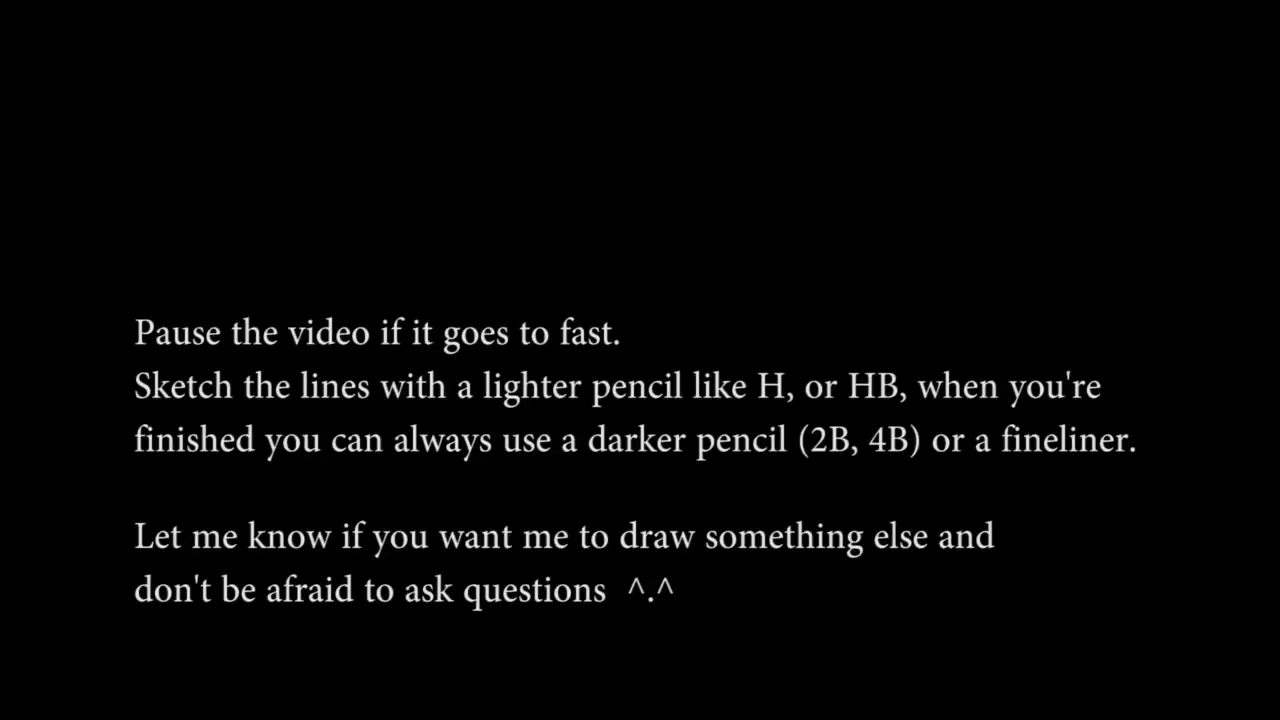 Pause the video if it goes to fast.
Sketch the lines with a lighter pencil like H, or HB, when you're
finished you can always use a darker pencil (2B, 4B) or a fineliner.
Let me know if you want me to draw something else and
don't be afraid to ask questions  ^.^